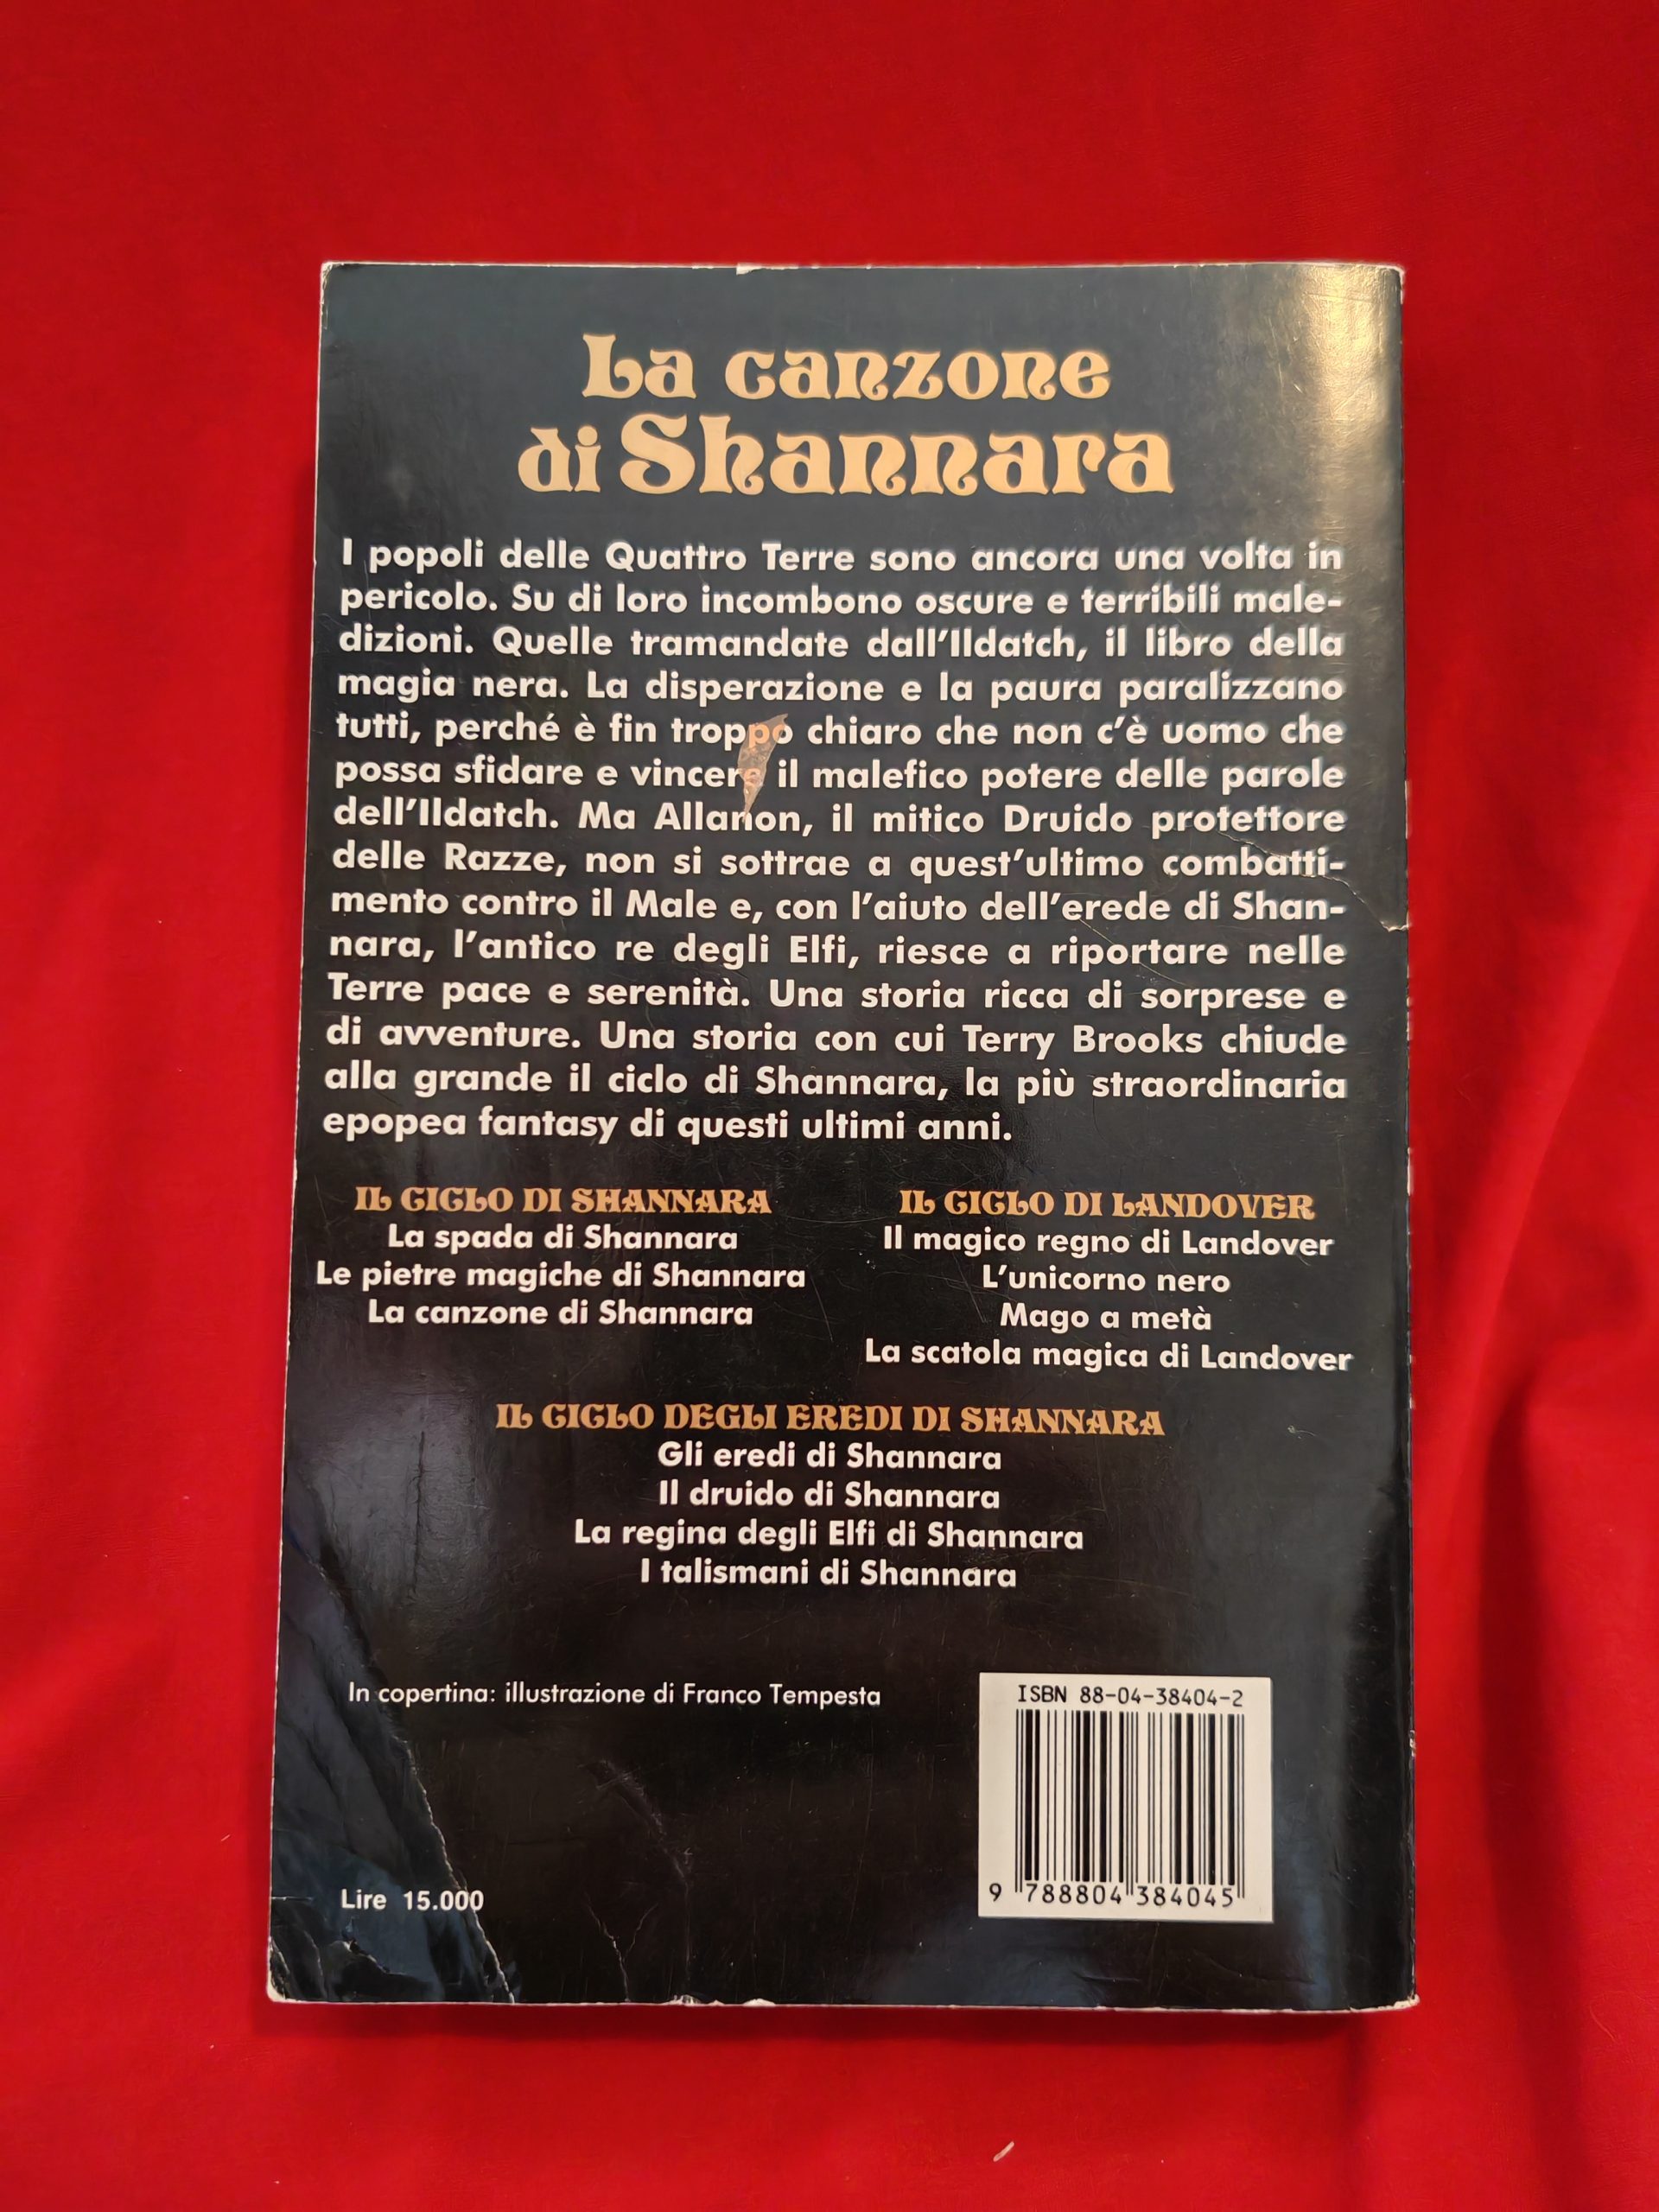 La canzone
di Shannara
I popoli delle Quattro Terre sono ancora una volta in
pericolo. Su di loro incombono oscure e terribili male-
dizioni. Quelle tramandate dall'Ildatch, il libro della
magia nera. La disperazione e la paura paralizzano
tutti, perché è fin troppo chiaro che non c'è uomo che
possa sfidare e vincere il malefico potere delle parole
dell'Ildatch. Ma Allanon, il mitico Druido protettore
delle Razze, non si sottrae a quest'ultimo combatti-
mento contro il Male e, con l'aiuto dell'erede di Shan-
nara, l'antico re degli Elfi, riesce a riportare nelle
Terre pace e serenità. Una storia ricca di sorprese e
di avventure. Una storia con cui Terry Brooks chiude
alla grande il ciclo di Shannara, la più straordinaria
epopea fantasy di questi ultimi anni.
IL CICLO DI SHANNARA
La spada di Shannara
Le pietre magiche di Shannara
La canzone di Shannara
IL CICLO DI LANDOVER
Il magico regno di Landover
L'unicorno nero
Mago a metà
La scatola magica di Landover
IL CICLO DEGLI EREDI DI SHANNARA
Gli eredi di Shannara
Il druido di Shannara
La regina degli Elfi di Shannara
I talismani di Shannara
In copertina: illustrazione di Franco Tempesta
ISBN 88-04-38404-2
9 788804 384045
Lire 15.000